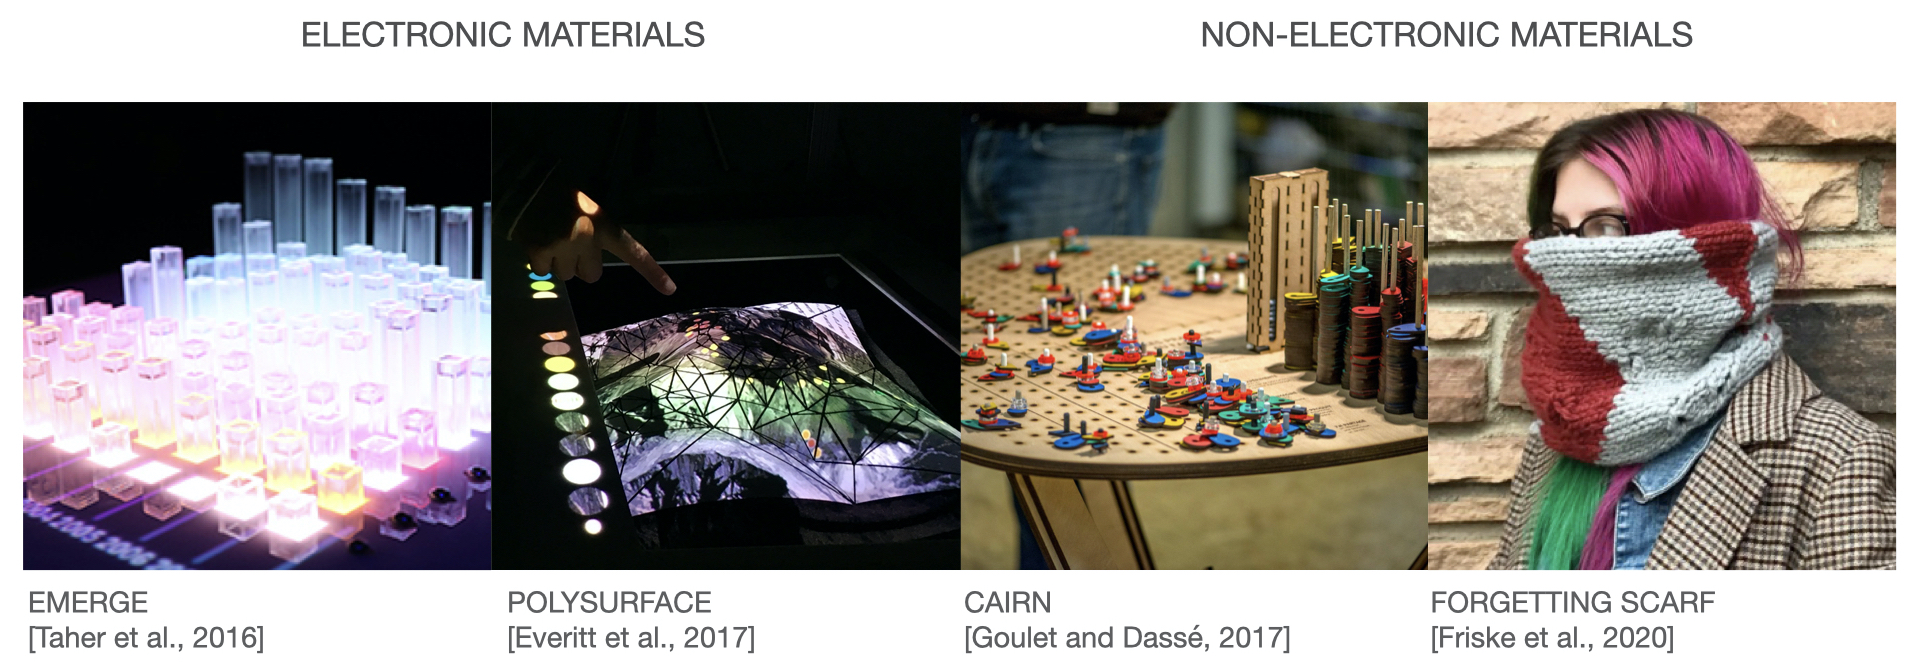 ELECTRONIC MATERIALS
NON-ELECTRONIC MATERIALS
EMERGE
[Taher et al., 2016]
POLYSURFACE
[Everitt et al., 2017]
CAIRN
[Goulet and Dassé, 2017]
FORGETTING SCARF
[Friske et al., 2020]